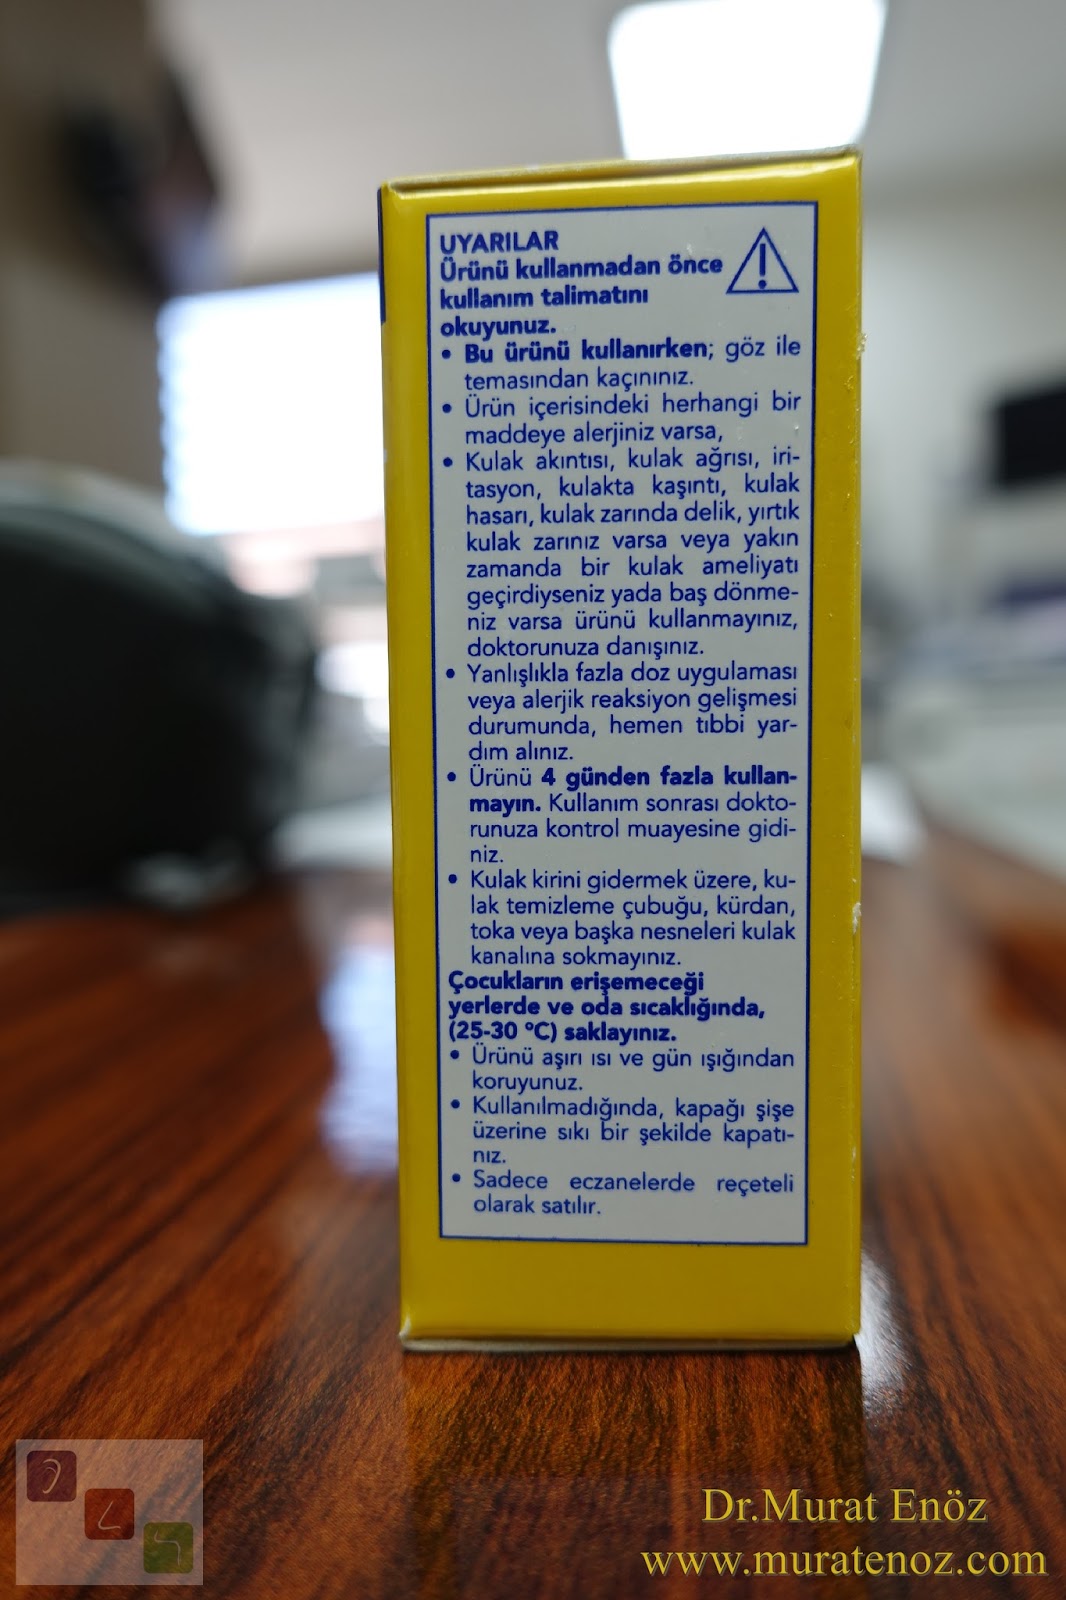 UYARILAR
Ürünü kullanmadan önce
kullanım talimatını
okuyunuz.
• Bu ürünü kullanırken; göz ile
temasından kaçınınız.
• Ürün içerisindeki herhangi bir
maddeye alerjiniz varsa,
• Kulak akıntısı, kulak ağrısı, iri-
tasyon, kulakta kaşıntı, kulak
hasarı, kulak zarında delik, yırtık
kulak zarınız varsa veya yakın
zamanda bir kulak ameliyatı
geçirdiyseniz yada baş dönme-
niz varsa ürünü kullanmayınız,
doktorunuza danışınız.
• Yanlışlıkla fazla doz uygulaması
veya alerjik reaksiyon gelişmesi
durumunda, hemen tıbbi yar-
dım alınız.
• Ürünü 4 günden fazla kullan-
mayın. Kullanım sonrası dokto-
runuza kontrol muayesine gidi-
niz.
• Kulak kirini gidermek üzere, ku-
lak temizleme çubuğu, kürdan,
toka veya başka nesneleri kulak
kanalına sokmayınız.
Çocukların erişemeceği
yerlerde ve oda sıcaklığında,
(25-30 °C) saklayınız.
• Ürünü aşırı ısı ve gün ışığından
koruyunuz.
• Kullanılmadığında, kapağı şişe
üzerine sıkı bir şekilde kapatı-
nız.
• Sadece eczanelerde reçeteli
olarak satılır.
Dr.Murat Enöz
www.muratenoz.com